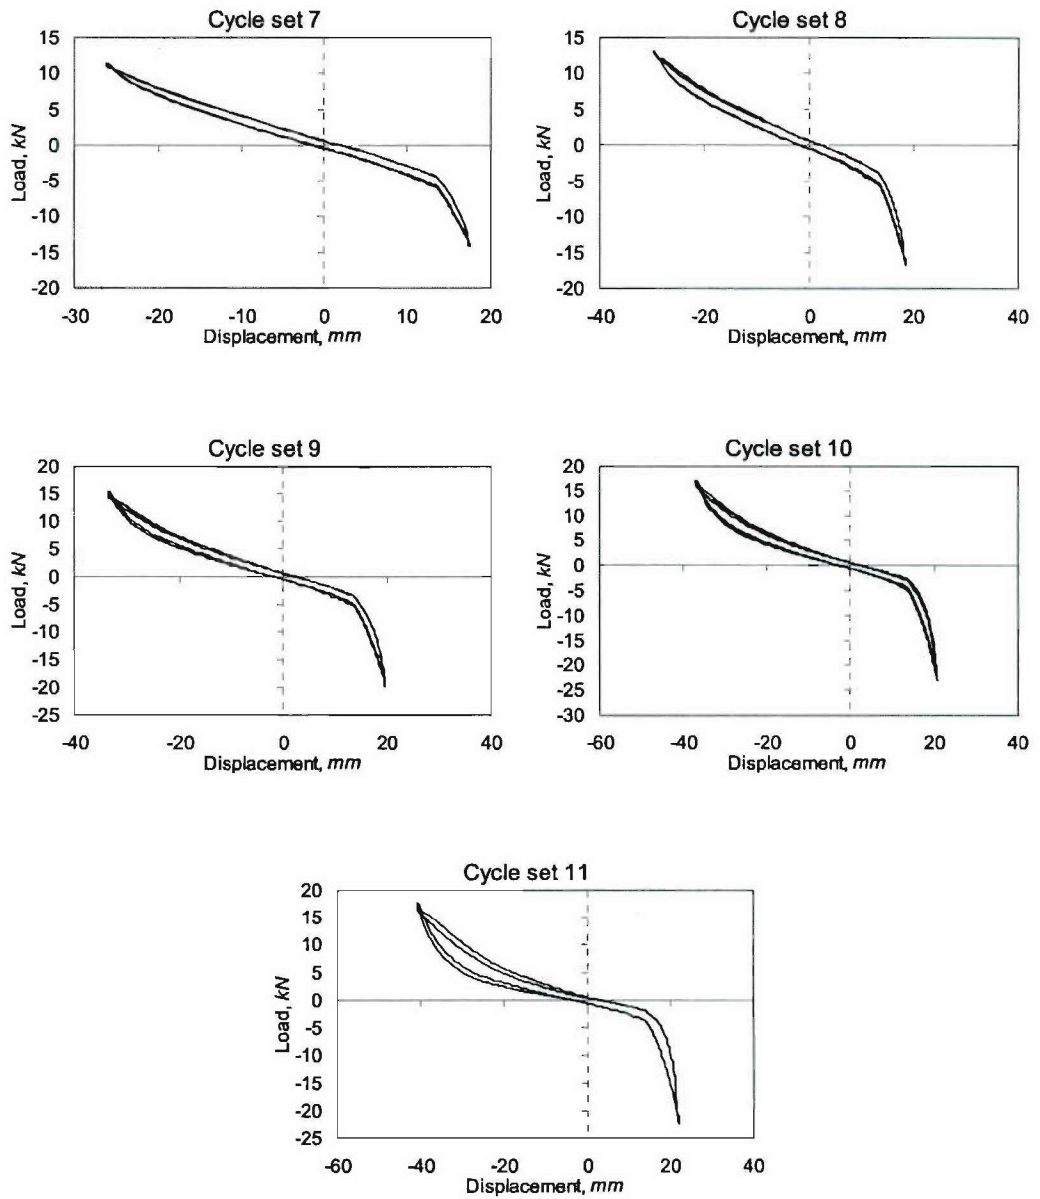 Cycle set 7
15
10
5
0
-5
-10
-15
-20
Load, kN
-30 -20 -10 0 10 20
Displacement, mm
Cycle set 8
15
10
5
0
-5
-10
-15
-20
Load, kN
-40 -20 0 20 40
Displacement, mm
Cycle set 9
20
15
10
5
0
-5
-10
-15
-20
-25
Load, kN
-40 -20 0 20 40
Displacement, mm
Cycle set 10
20
15
10
5
0
-5
-10
-15
-20
-25
-30
Load, kN
-60 -40 -20 0 20 40
Displacement, mm
Cycle set 11
20
15
10
5
0
-5
-10
-15
-20
-25
Load, kN
-60 -40 -20 0 20 40
Displacement, mm